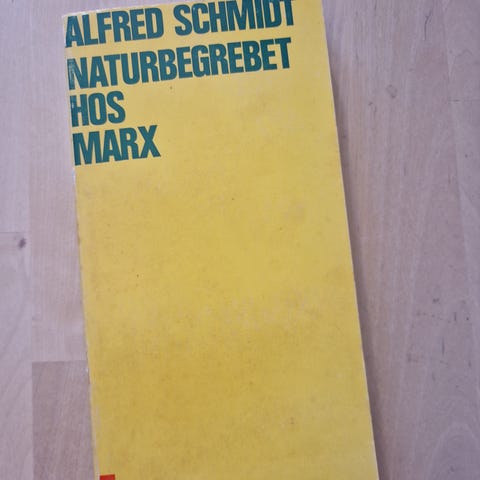 ALFRED SCHMIDT
NATURBEGREBET
HOS
MARX